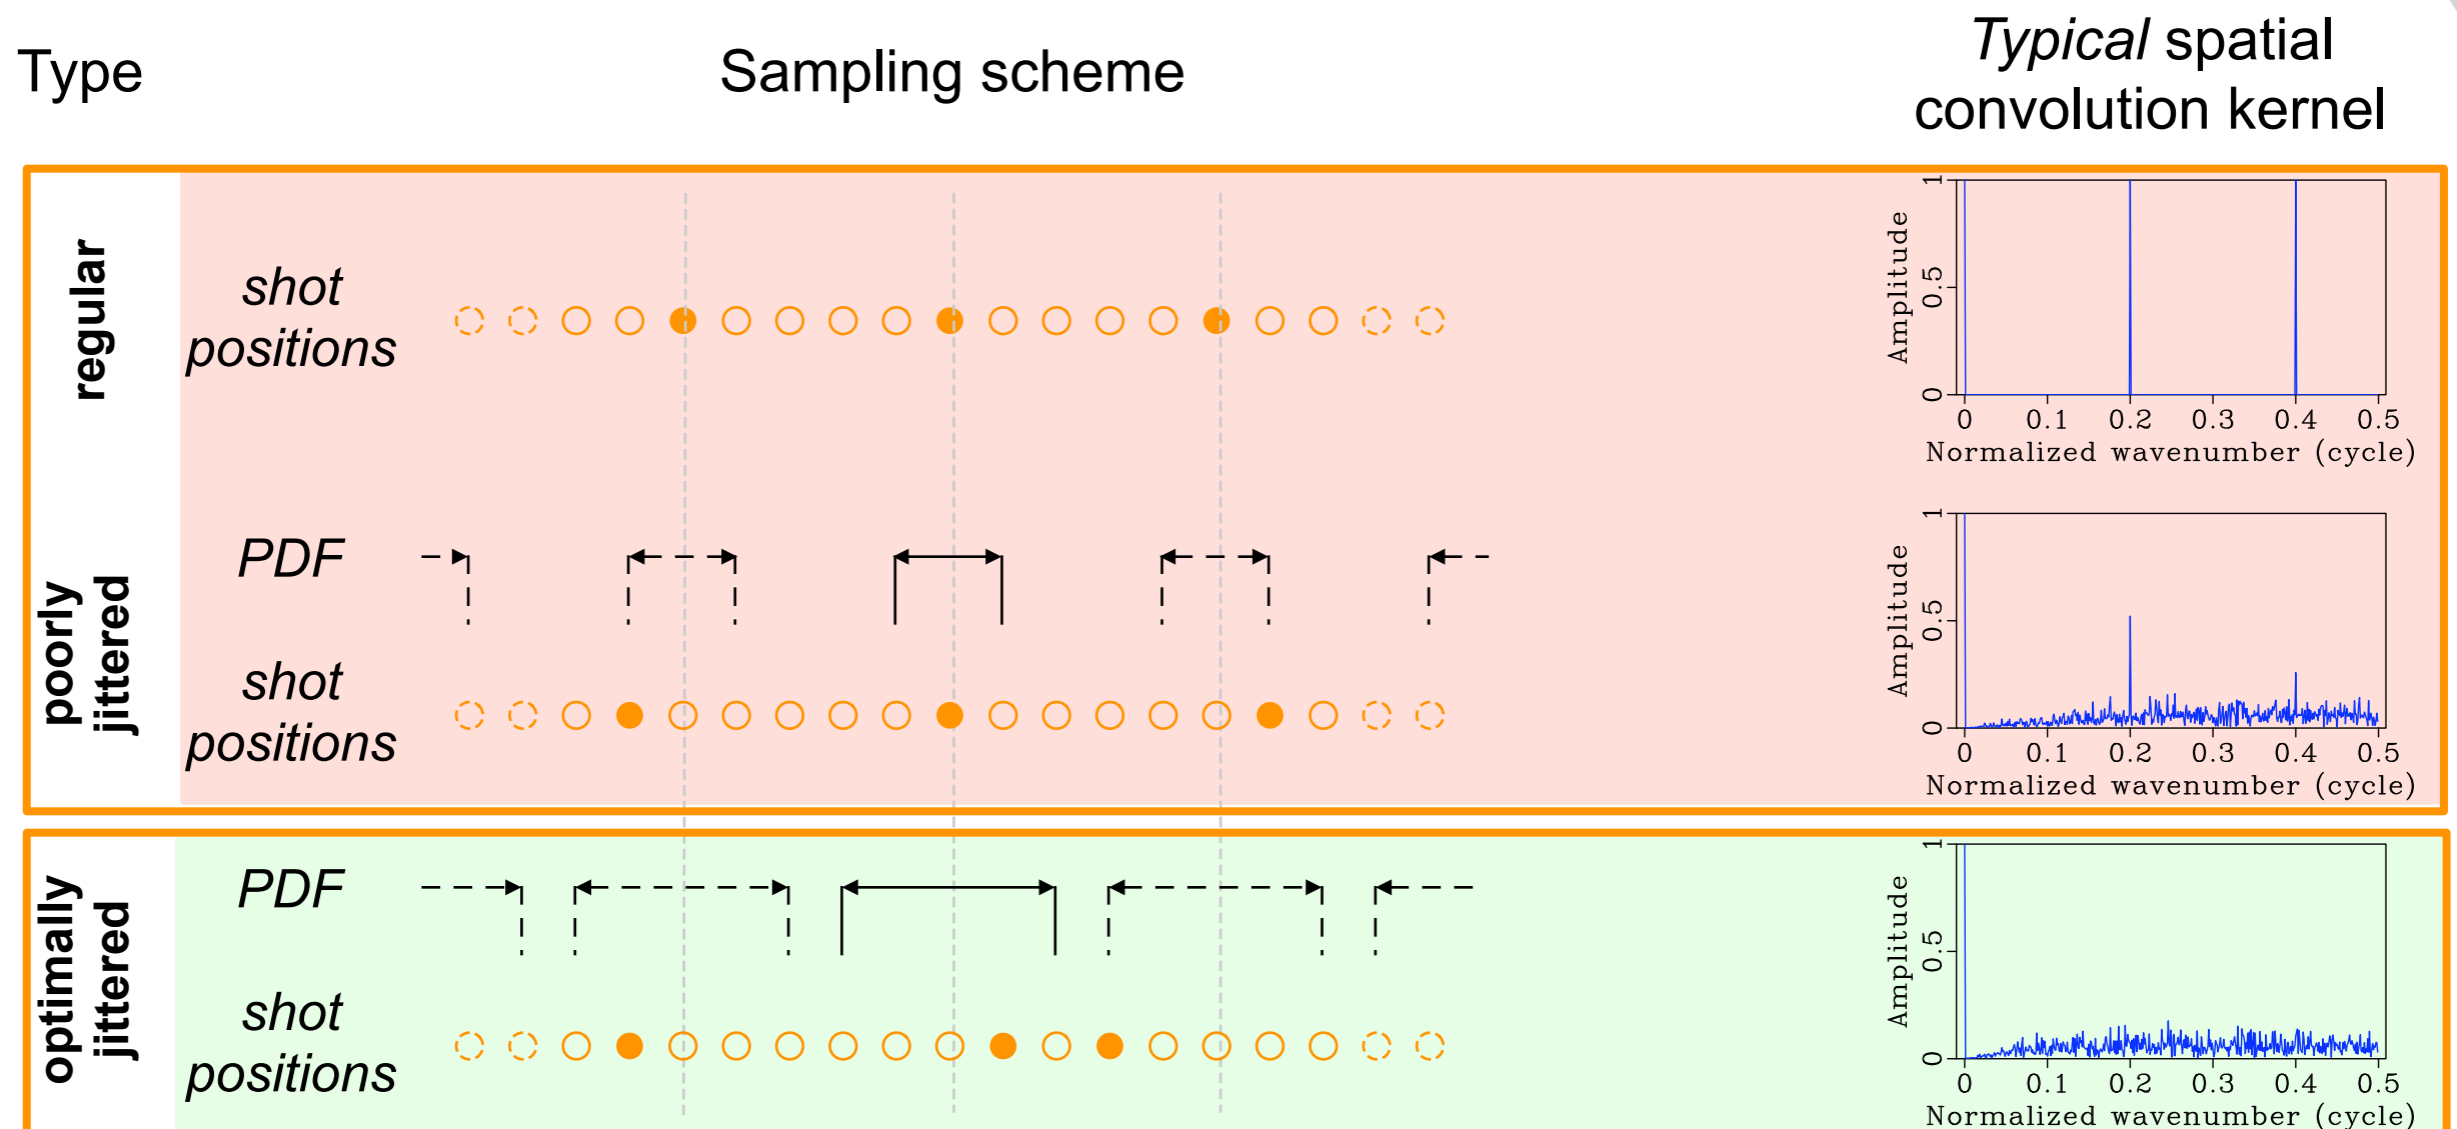 Type
Sampling scheme
Typical spatial
convolution kernel
regular
shot
positions
Amplitude
1
0.5
0
0 0.1 0.2 0.3 0.4 0.5
Normalized wavenumber (cycle)
poorly
jittered
PDF
shot
positions
Amplitude
1
0.5
0
0 0.1 0.2 0.3 0.4 0.5
Normalized wavenumber (cycle)
optimally
jittered
PDF
shot
positions
Amplitude
1
0.5
0
0 0.1 0.2 0.3 0.4 0.5
Normalized wavenumber (cycle)